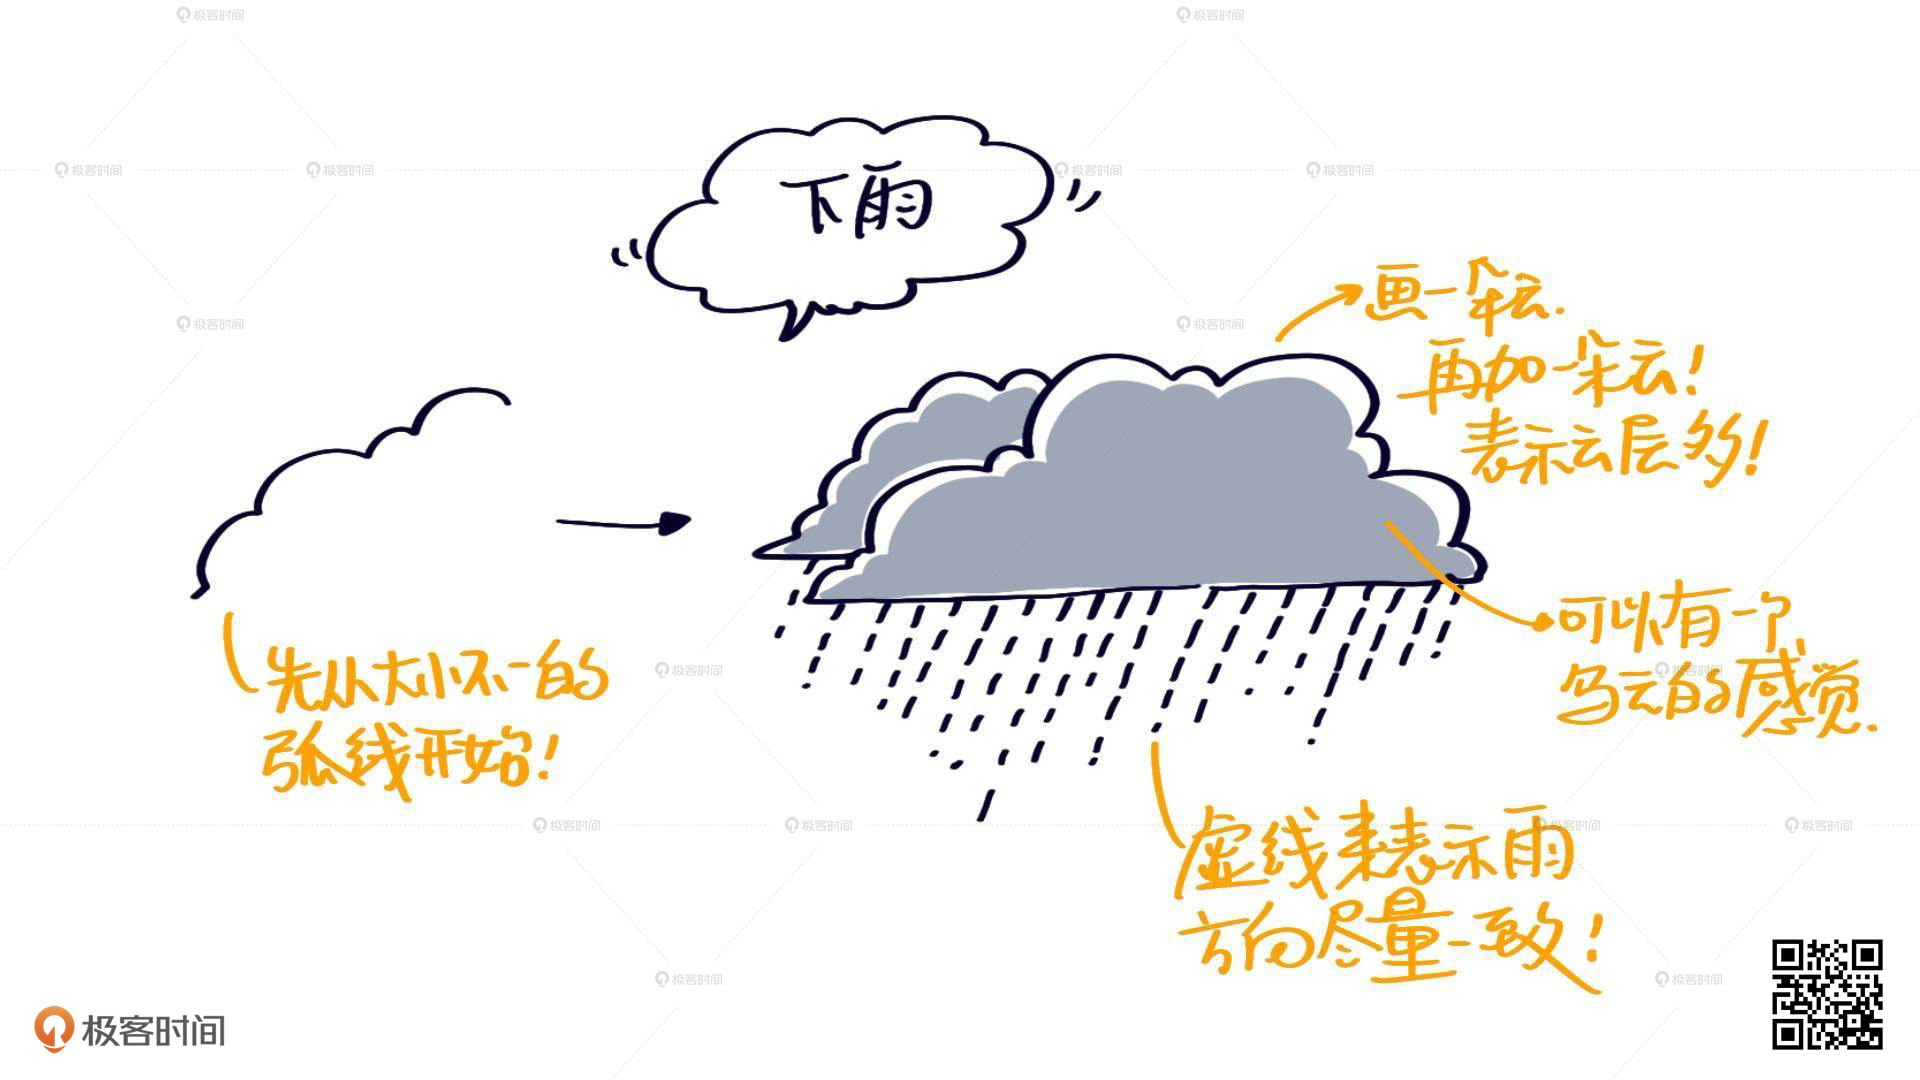 下雨
画一朵云.
再加一朵云！
表示云层多！
可以有一个
乌云的感觉.
先从大小不一的
弧线开始！
虚线来表示雨
方向尽量一致！
极客时间